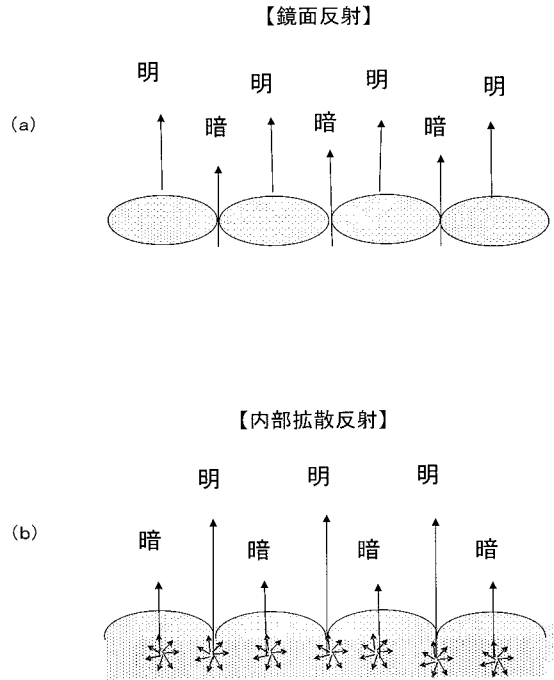 【鏡面反射】
明 明 明 明
(a) 暗 暗 暗
【内部拡散反射】
明 明 明
(b) 暗 暗 暗 暗